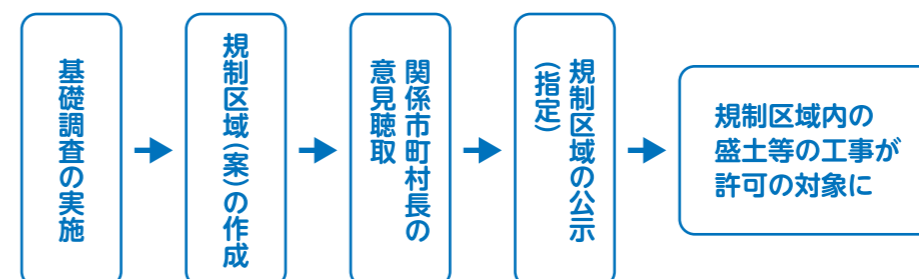 基礎調査の実施
規制区域（案）の作成
関係市町村長の
意見聴取
規制区域の公示
（指定）
規制区域内の
盛土等の工事が
許可の対象に